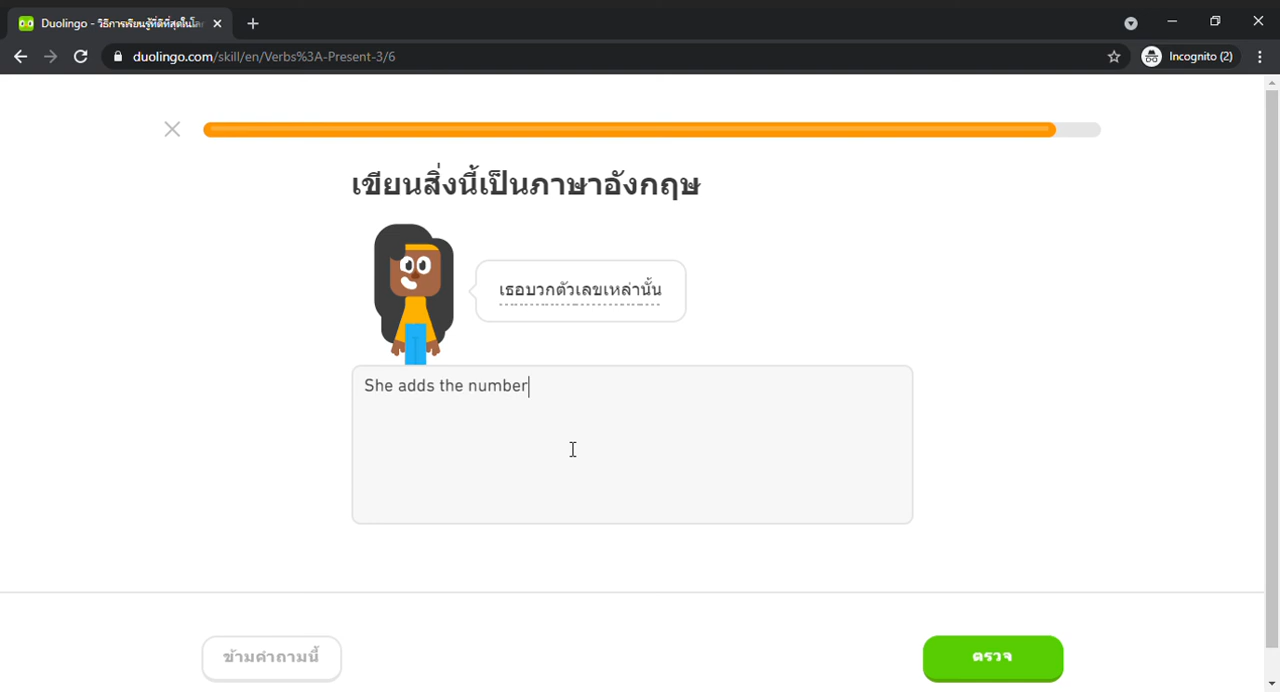 Duolingo - วิธีการเรียนรู้ที่ดีที่สุดในโล
duolingo.com/skill/en/Verbs%3A-Present-3/6
Incognito (2)
เขียนสิ่งนี้เป็นภาษาอังกฤษ
เธอบวกตัวเลขเหล่านั้น
She adds the number
ข้ามคำถามนี้
ตรวจ